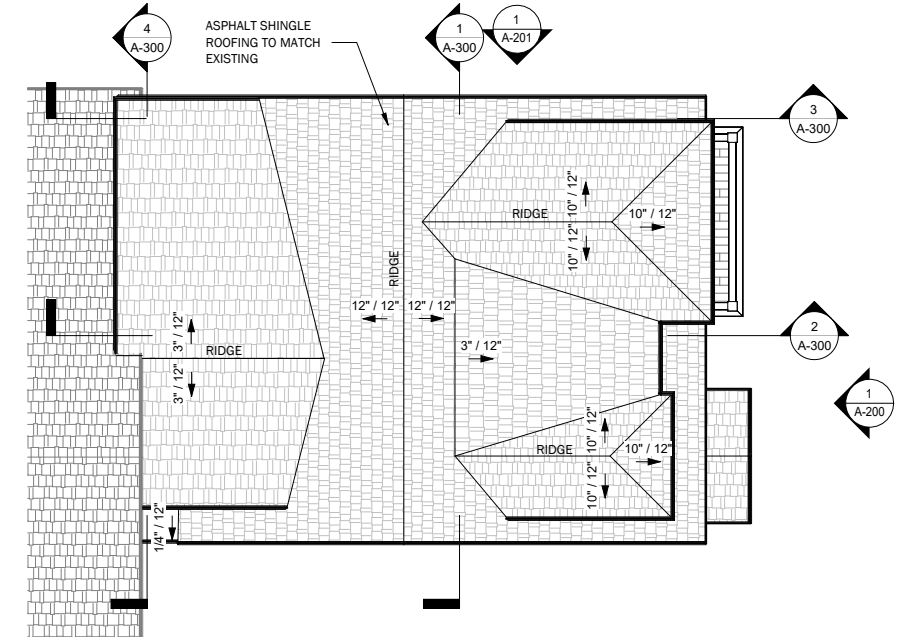 4
A-300
ASPHALT SHINGLE
ROOFING TO MATCH
EXISTING
1
A-300
1
A-201
3
A-300
RIDGE
10" / 12"
10" / 12"
10" / 12"
RIDGE
12" / 12"
12" / 12"
2
A-300
3" / 12"
3" / 12"
RIDGE
3" / 12"
1
A-200
RIDGE
10" / 12"
10" / 12"
10" / 12"
1/4" / 12"